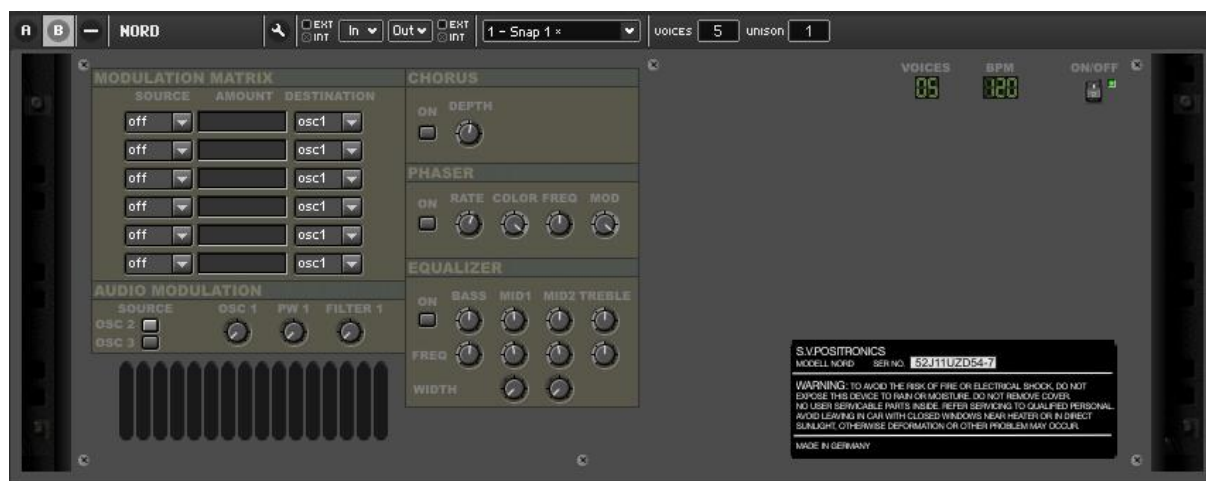 A B NORD EXT INT In Out EXT INT 1 - Snap 1 × VOICES 5 UNISON 1
MODULATION MATRIX
SOURCE AMOUNT DESTINATION
off osc1
off osc1
off osc1
off osc1
off osc1
off osc1
AUDIO MODULATION
SOURCE OSC 1 PW 1 FILTER 1
OSC 2
OSC 3
CHORUS
ON DEPTH
PHASER
ON RATE COLOR FREQ MOD
EQUALIZER
ON BASS MID1 MID2 TREBLE
FREQ
WIDTH
VOICES BPM ON/OFF
05 120
S.V.POSITRONICS
MODELL NORD SER NO. 52J11UZD54-7
WARNING: TO AVOID THE RISK OF FIRE OR ELECTRICAL SHOCK, DO NOT
EXPOSE THIS DEVICE TO RAIN OR MOISTURE. DO NOT REMOVE COVER.
NO USER SERVICABLE PARTS INSIDE. REFER SERVICING TO QUALIFIED PERSONAL.
AVOID LEAVING IN CAR WITH CLOSED WINDOWS NEAR HEATER OR IN DIRECT
SUNLIGHT, OTHERWISE DEFORMATION OR OTHER PROBLEM MAY OCCUR.
MADE IN GERMANY